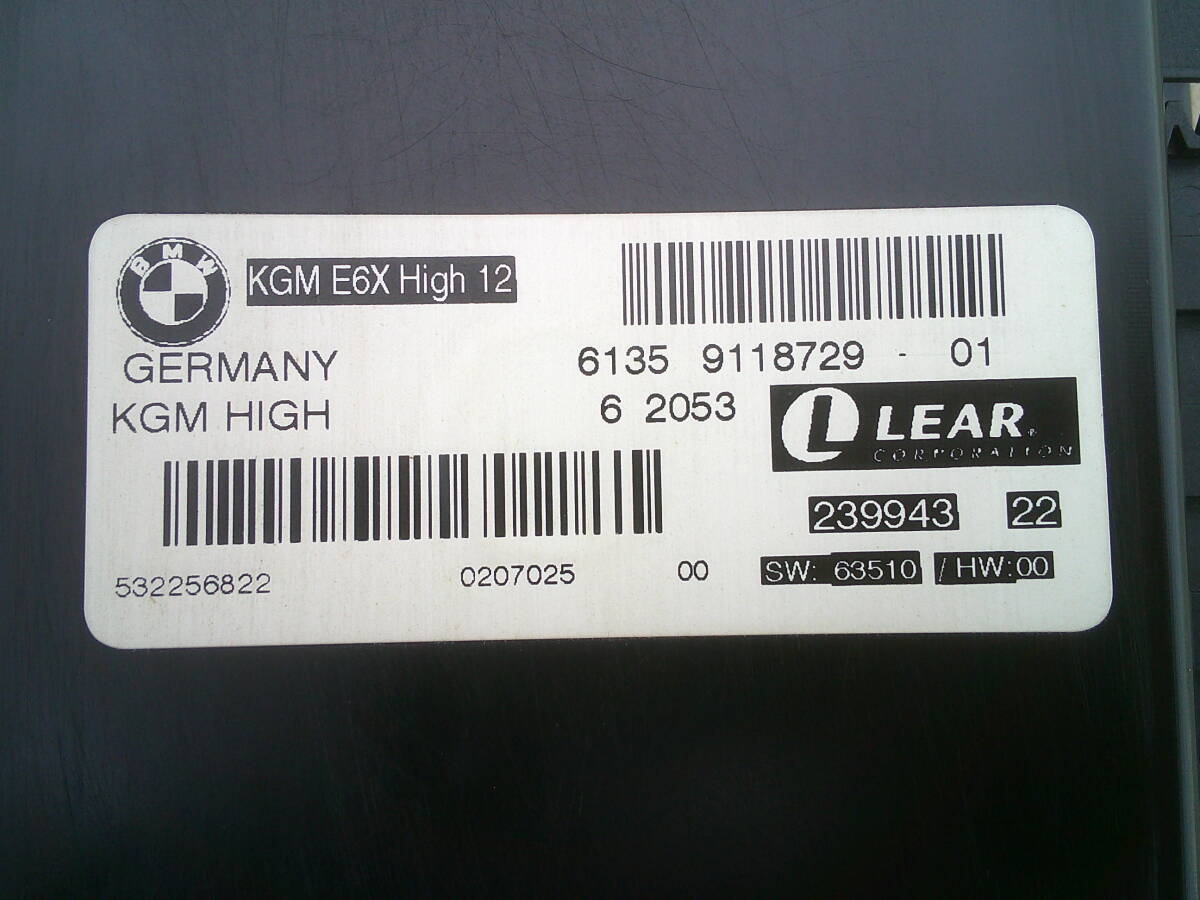 BMW
KGM E6X High 12
GERMANY
6135 9118729 - 01
KGM HIGH
6 2053
LEAR
CORPORATION
239943 22
532256822
0207025 00
SW: 63510 / HW:00